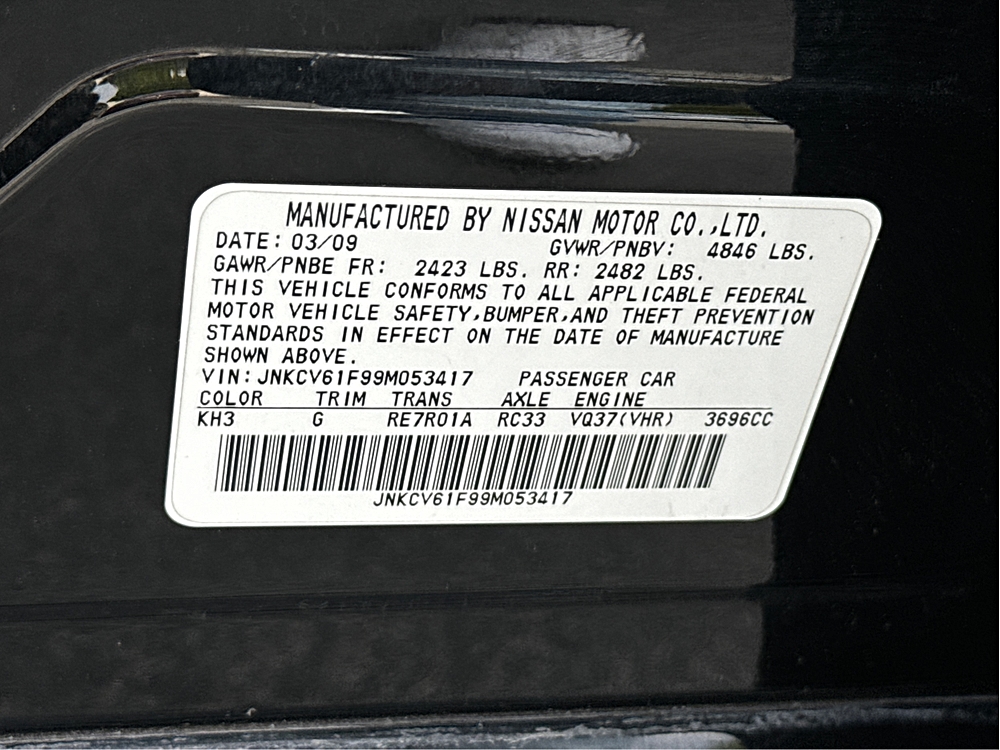 MANUFACTURED BY NISSAN MOTOR CO.,LTD.
DATE: 03/09 GVWR/PNBV: 4846 LBS.
GAWR/PNBE FR: 2423 LBS. RR: 2482 LBS.
THIS VEHICLE CONFORMS TO ALL APPLICABLE FEDERAL
MOTOR VEHICLE SAFETY,BUMPER,AND THEFT PREVENTION
STANDARDS IN EFFECT ON THE DATE OF MANUFACTURE
SHOWN ABOVE.
VIN:JNKCV61F99M053417 PASSENGER CAR
COLOR TRIM TRANS AXLE ENGINE
KH3 G RE7R01A RC33 VQ37(VHR) 3696CC
JNKCV61F99M053417